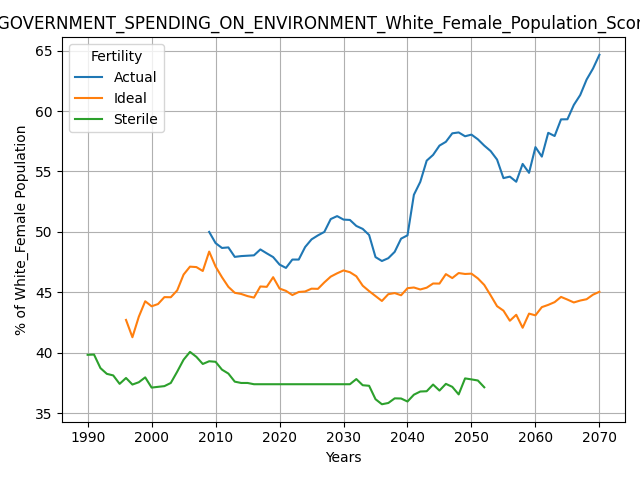 GOVERNMENT_SPENDING_ON_ENVIRONMENT_White_Female_Population_Scor
Fertility
Actual
Ideal
Sterile
% of White_Female Population
65
60
55
50
45
40
35
1990 2000 2010 2020 2030 2040 2050 2060 2070
Years